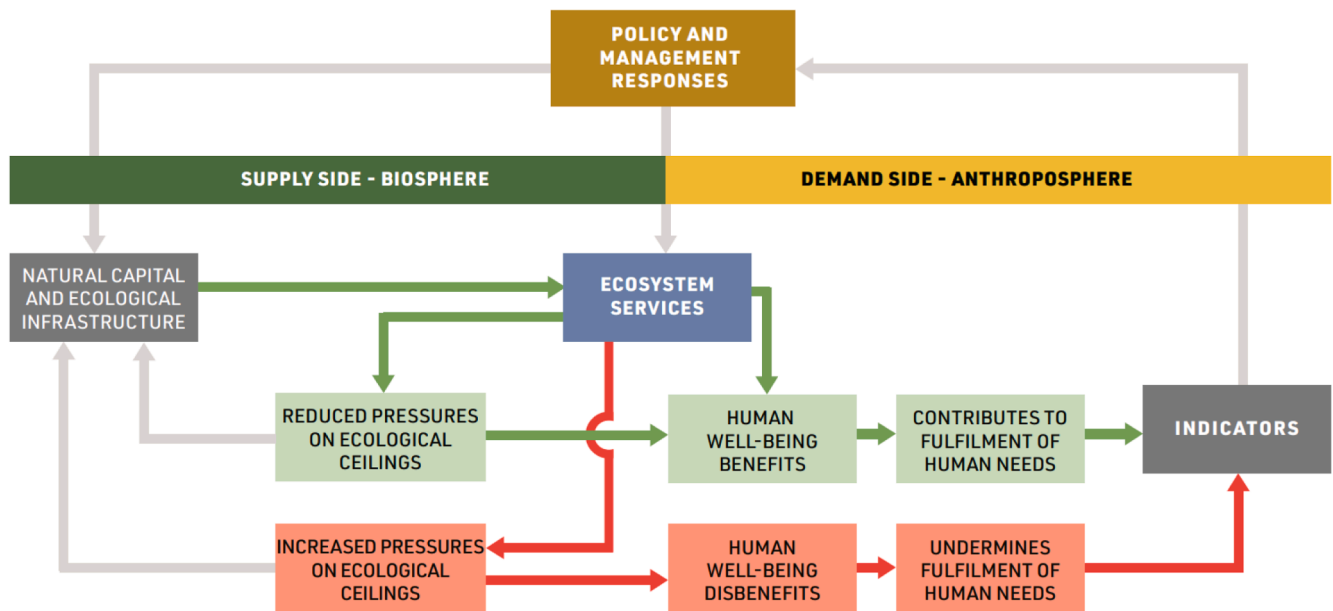 POLICY AND
MANAGEMENT
RESPONSES
SUPPLY SIDE - BIOSPHERE
DEMAND SIDE - ANTHROPOSPHERE
NATURAL CAPITAL
AND ECOLOGICAL
INFRASTRUCTURE
ECOSYSTEM
SERVICES
REDUCED PRESSURES
ON ECOLOGICAL
CEILINGS
HUMAN
WELL-BEING
BENEFITS
CONTRIBUTES TO
FULFILMENT OF
HUMAN NEEDS
INDICATORS
INCREASED PRESSURES
ON ECOLOGICAL
CEILINGS
HUMAN
WELL-BEING
DISBENEFITS
UNDERMINES
FULFILMENT OF
HUMAN NEEDS